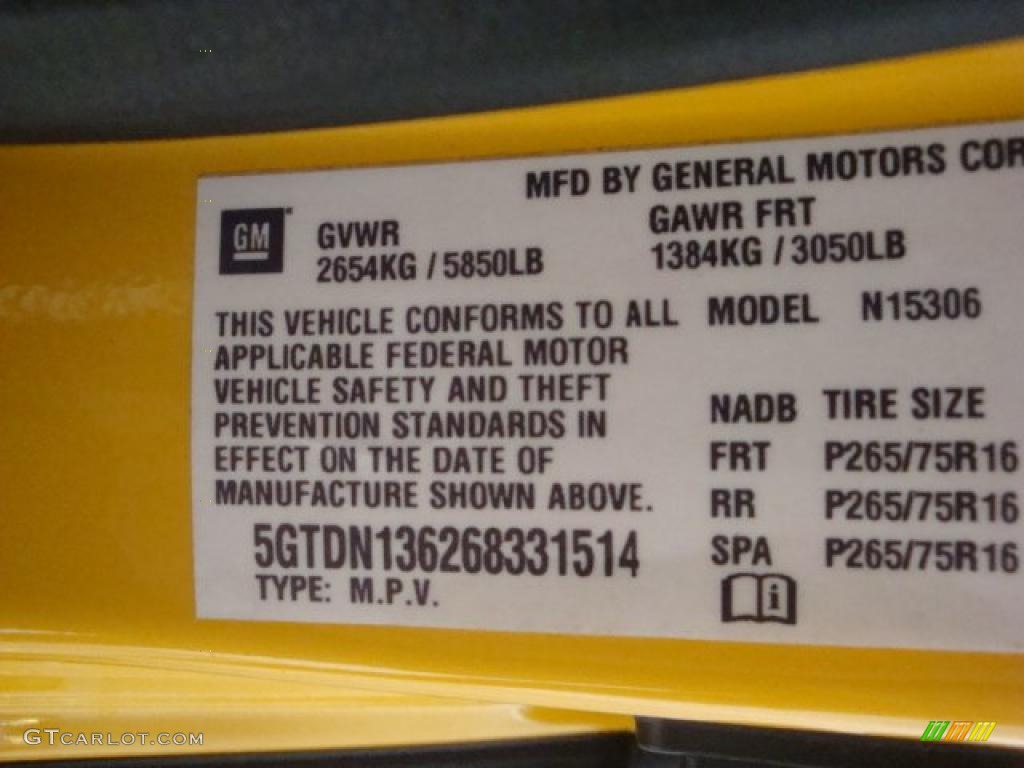 MFD BY GENERAL MOTORS COR
GM
GVWR
2654KG / 5850LB
GAWR FRT
1384KG / 3050LB
THIS VEHICLE CONFORMS TO ALL
APPLICABLE FEDERAL MOTOR
VEHICLE SAFETY AND THEFT
PREVENTION STANDARDS IN
EFFECT ON THE DATE OF
MANUFACTURE SHOWN ABOVE.
5GTDN136268331514
TYPE: M.P.V.
MODEL N15306
NADB TIRE SIZE
FRT P265/75R16
RR P265/75R16
SPA P265/75R16
i
GTCARLOT.COM